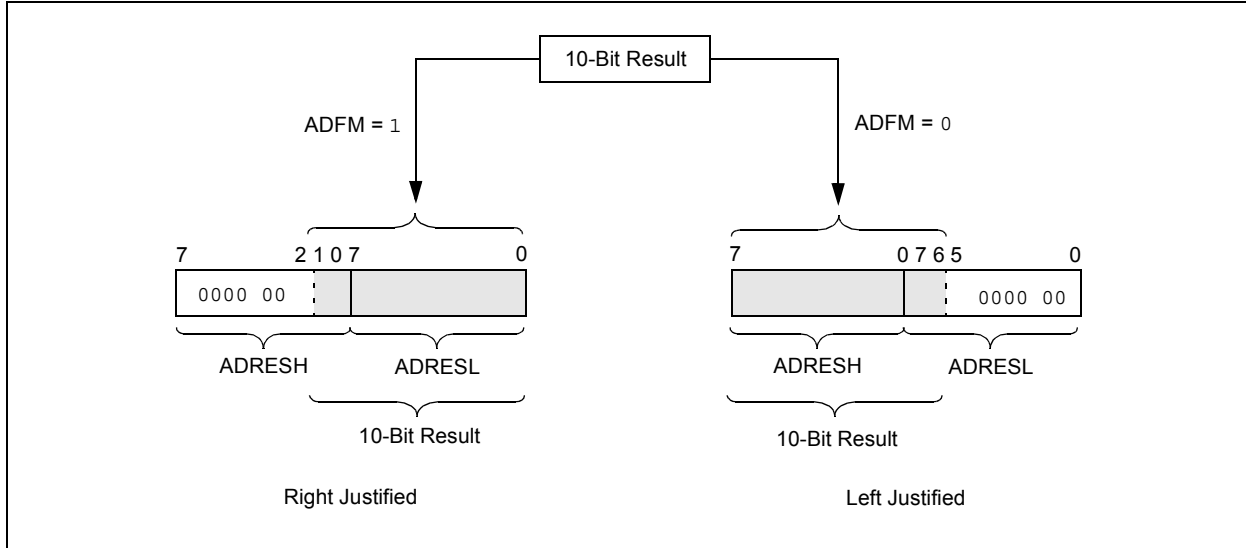 10-Bit Result
ADFM = 1
ADFM = 0
7 2 1 0 7 0
7 0 7 6 5 0
0000 00
0000 00
ADRESH
ADRESL
ADRESH
ADRESL
10-Bit Result
10-Bit Result
Right Justified
Left Justified